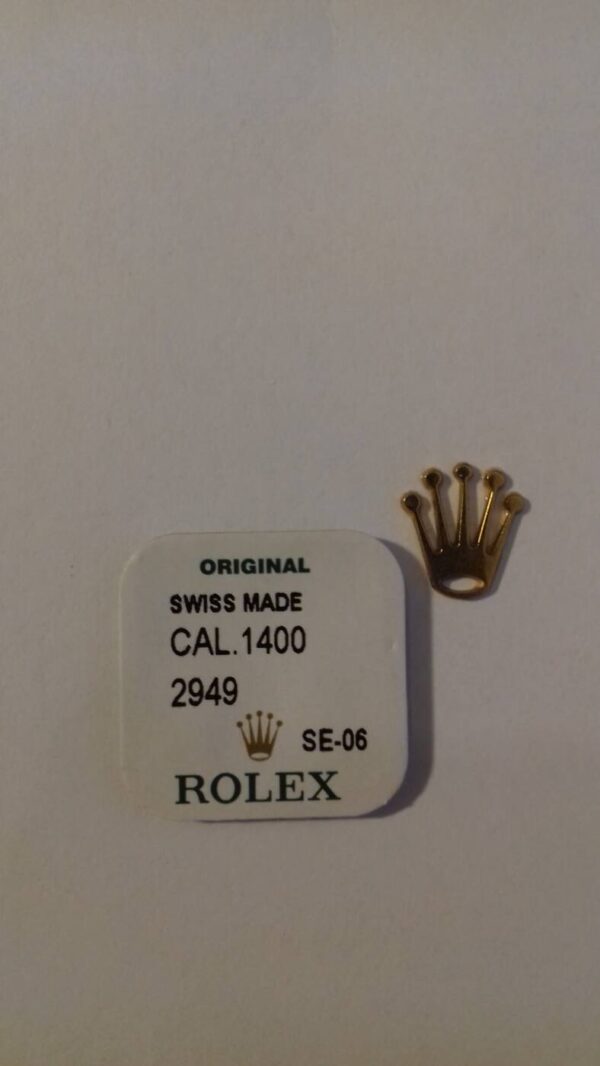 ORIGINAL
SWISS MADE
CAL.1400
2949
SE-06
ROLEX